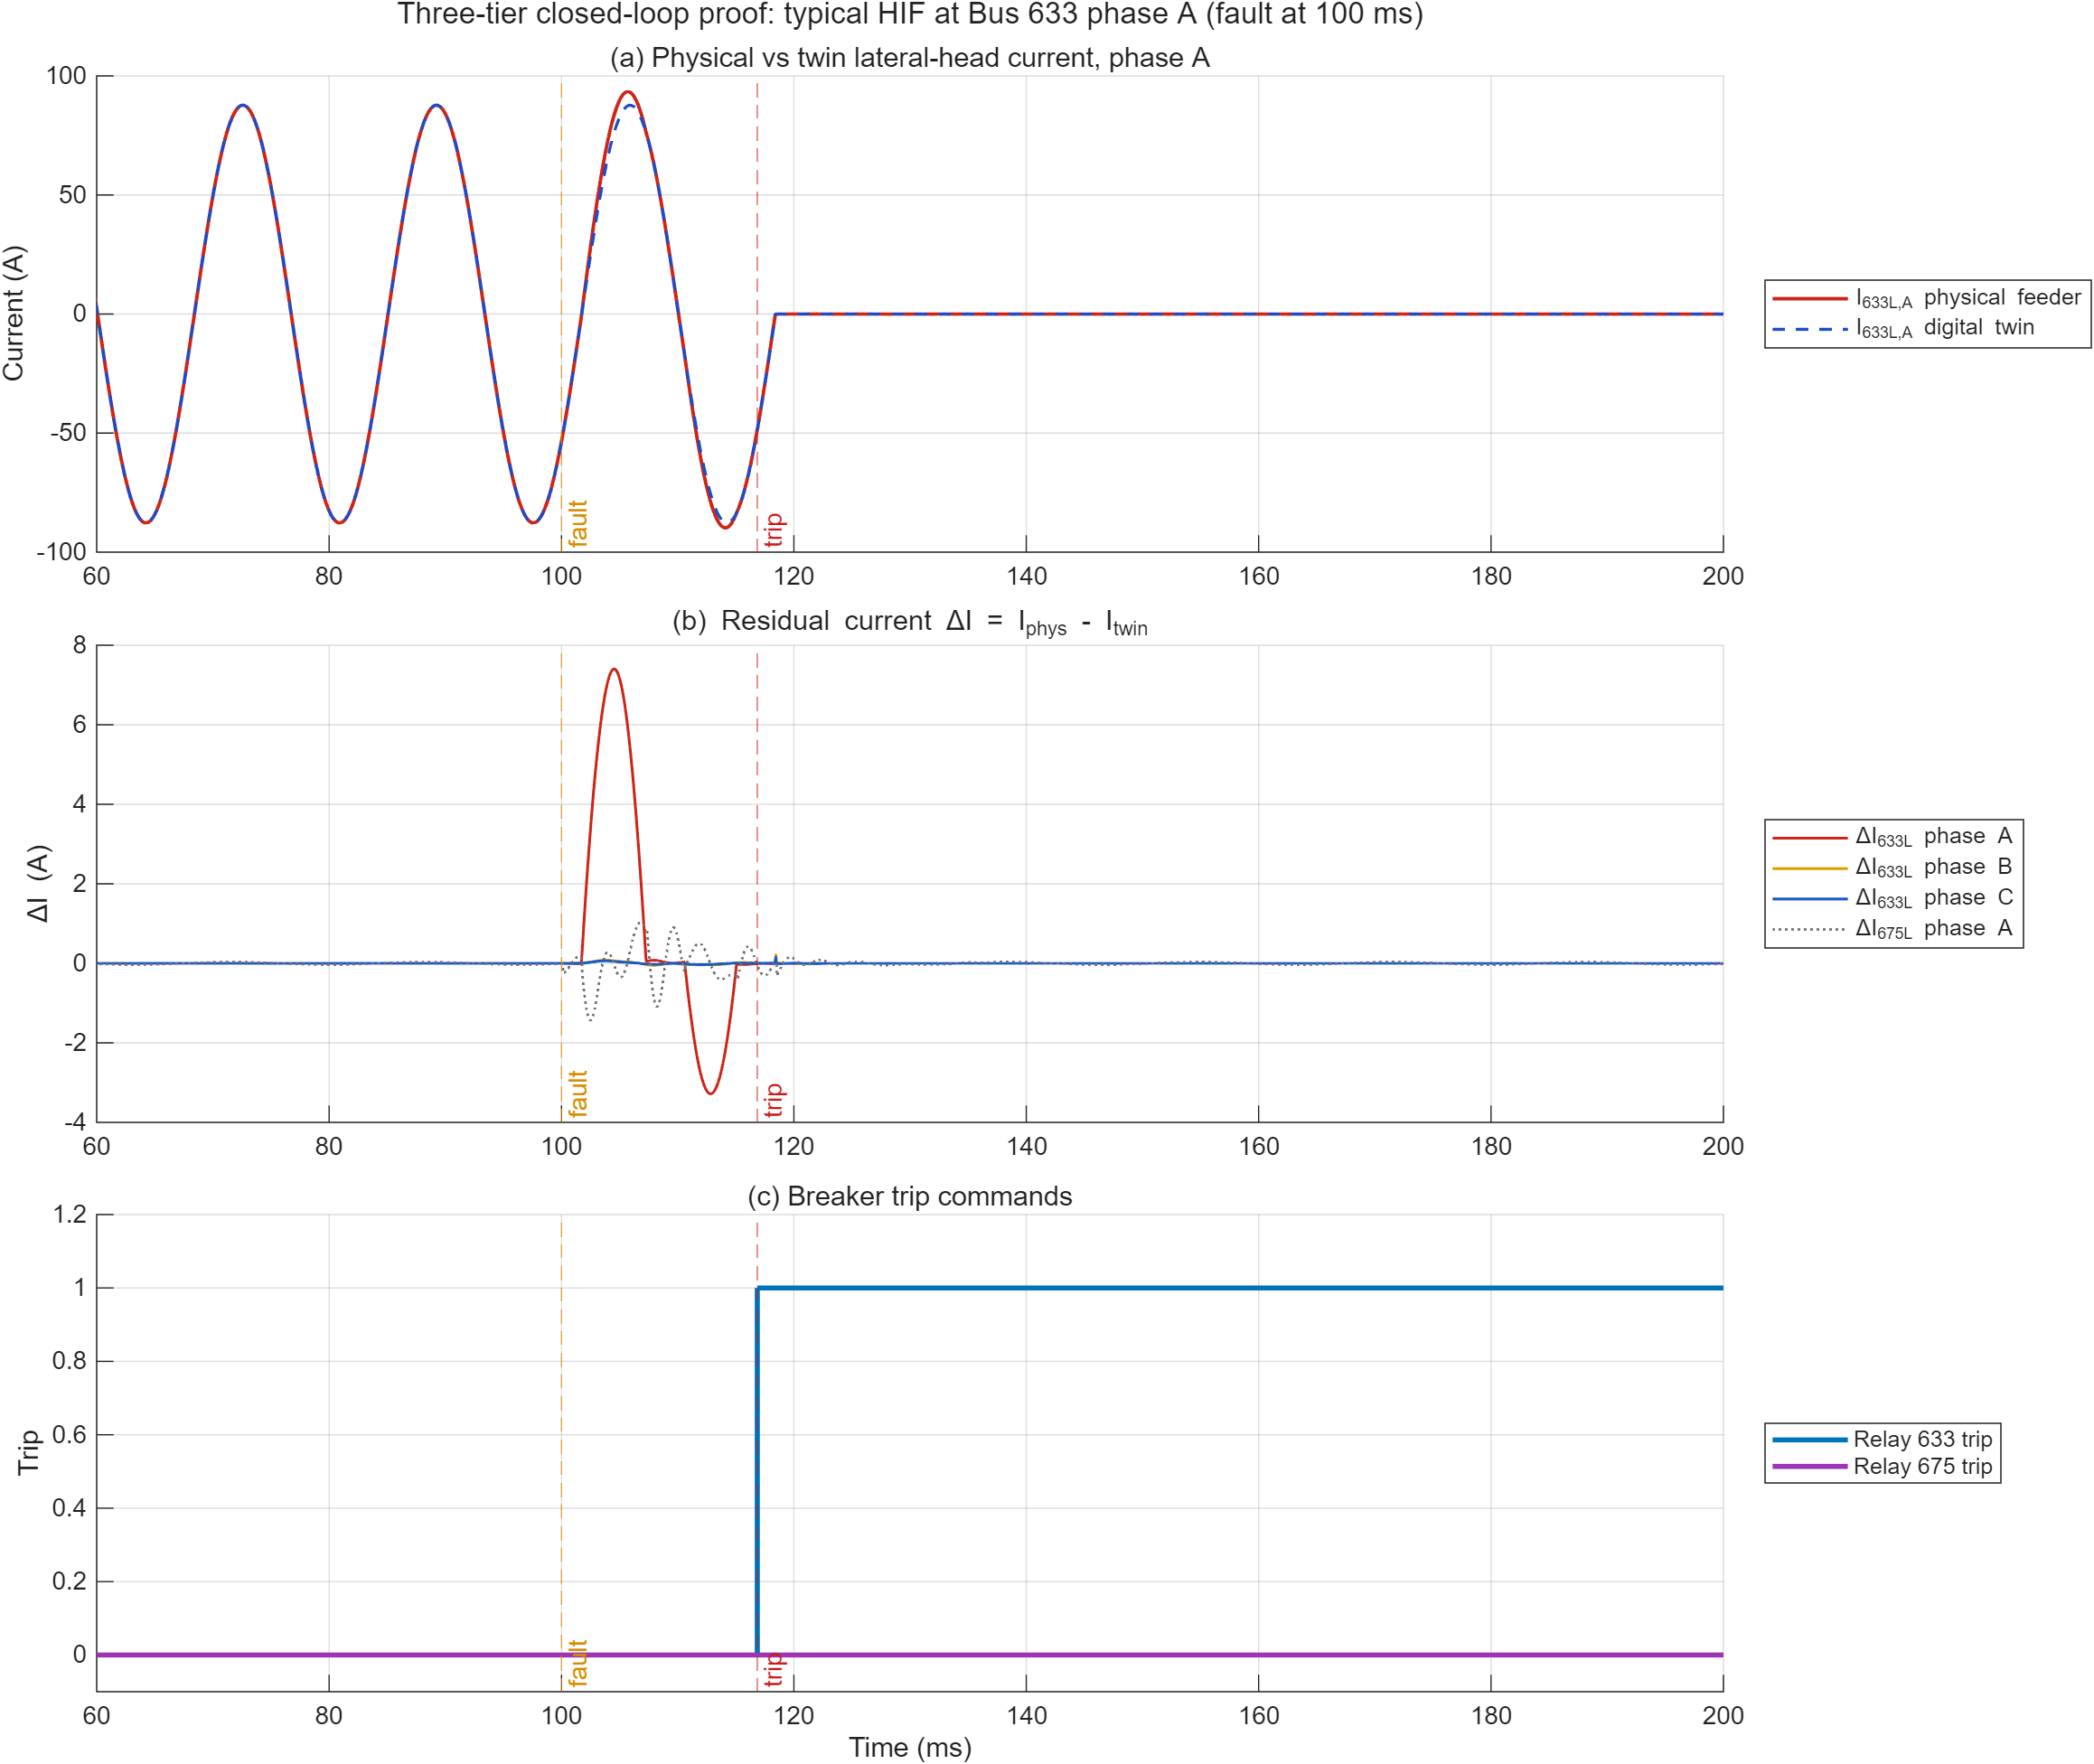 Three-tier closed-loop proof: typical HIF at Bus 633 phase A (fault at 100 ms)
(a) Physical vs twin lateral-head current, phase A
Current (A)
100
50
0
-50
-100
fault
trip
60 80 100 120 140 160 180 200
I633L,A physical feeder
I633L,A digital twin
(b) Residual current ΔI = Iphys - Itwin
ΔI (A)
8
6
4
2
0
-2
-4
fault
trip
60 80 100 120 140 160 180 200
ΔI633L phase A
ΔI633L phase B
ΔI633L phase C
ΔI675L phase A
(c) Breaker trip commands
Trip
1.2
1
0.8
0.6
0.4
0.2
0
fault
trip
60 80 100 120 140 160 180 200
Time (ms)
Relay 633 trip
Relay 675 trip